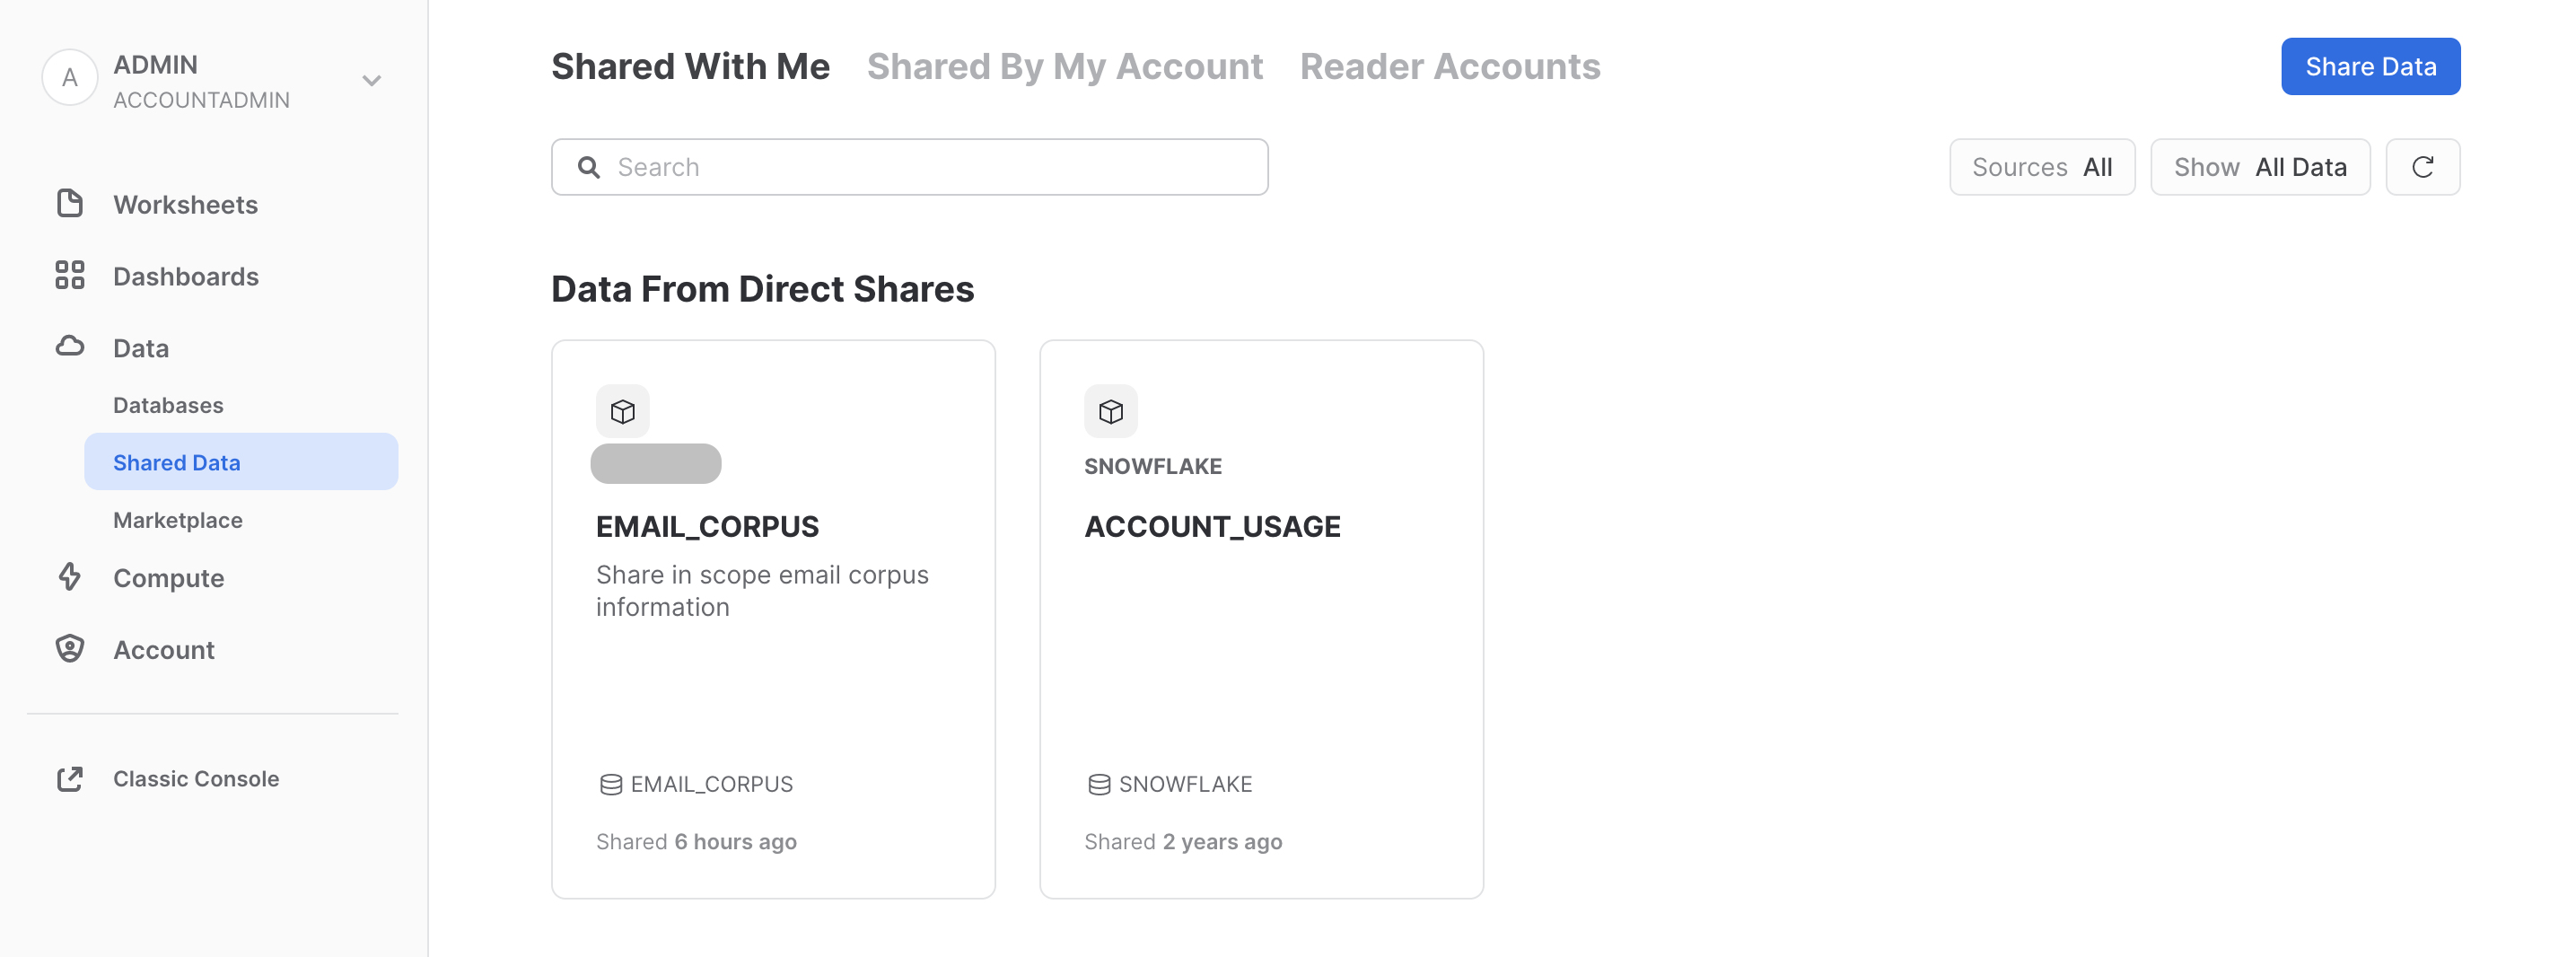 A
ADMIN
ACCOUNTADMIN
Worksheets
Dashboards
Data
Databases
Shared Data
Marketplace
Compute
Account
Classic Console
Shared With Me Shared By My Account Reader Accounts
Share Data
Search
Sources All
Show All Data
Data From Direct Shares
EMAIL_CORPUS
Share in scope email corpus
information
EMAIL_CORPUS
Shared 6 hours ago
SNOWFLAKE
ACCOUNT_USAGE
SNOWFLAKE
Shared 2 years ago